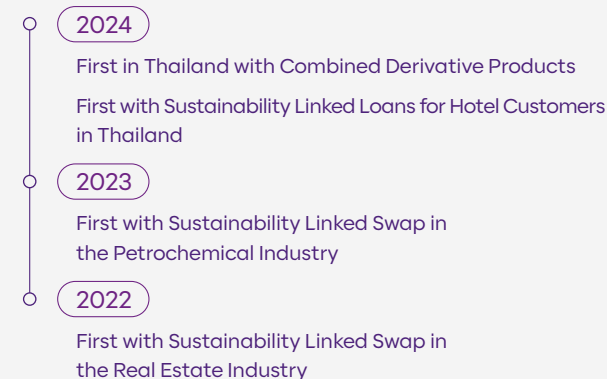 2024
First in Thailand with Combined Derivative Products
First with Sustainability Linked Loans for Hotel Customers
in Thailand
2023
First with Sustainability Linked Swap in
the Petrochemical Industry
2022
First with Sustainability Linked Swap in
the Real Estate Industry